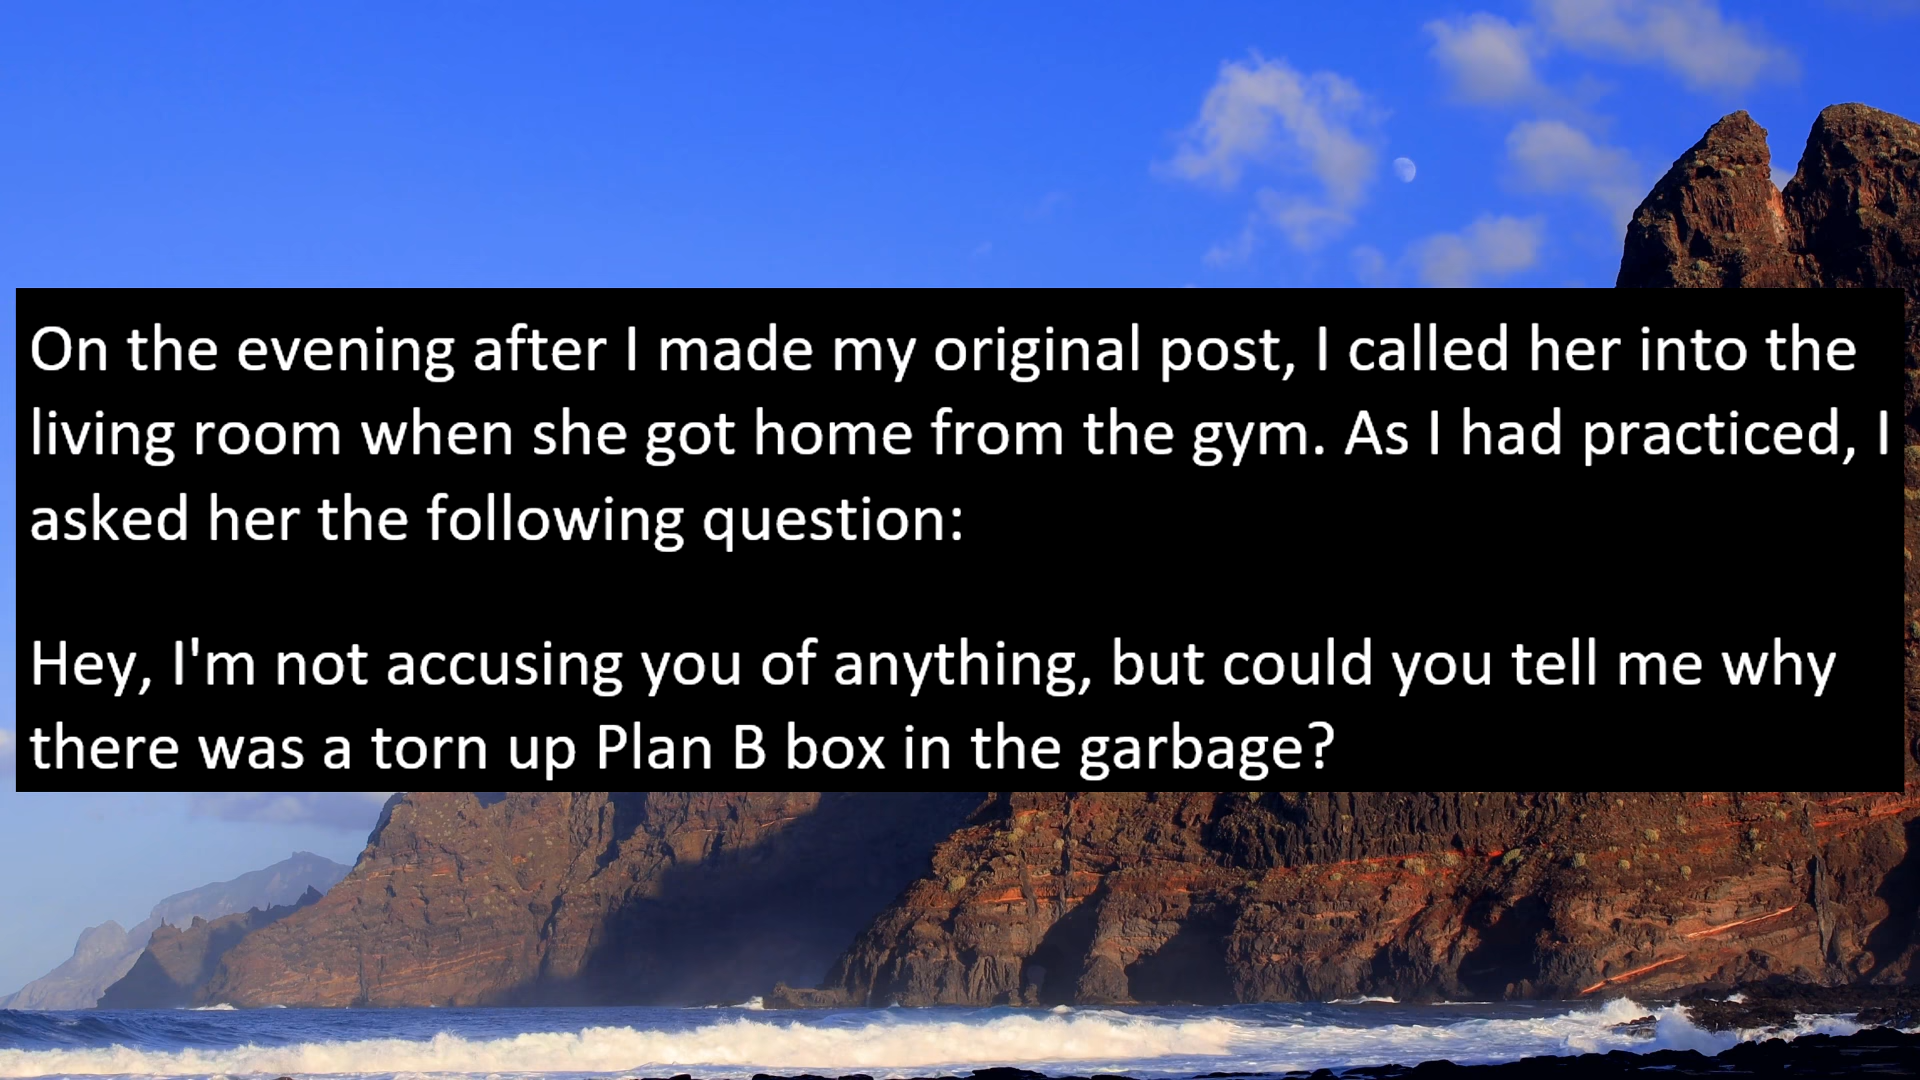 On the evening after I made my original post, I called her into the
living room when she got home from the gym. As I had practiced, I
asked her the following question:
Hey, I'm not accusing you of anything, but could you tell me why
there was a torn up Plan B box in the garbage?